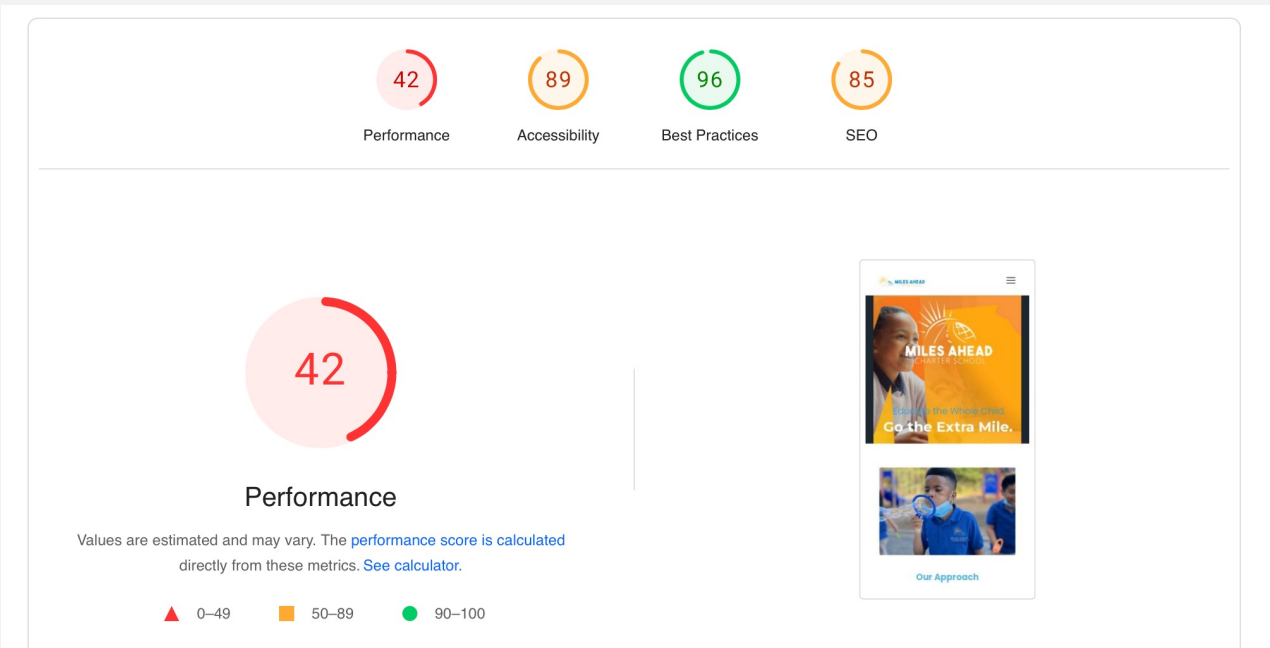 42
89
96
85
Performance
Accessibility
Best Practices
SEO
42
Performance
Values are estimated and may vary. The performance score is calculated
directly from these metrics. See calculator.
0–49
50–89
90–100
MILES AHEAD
MILES AHEAD
CHARTER SCHOOL
the Whole Child.
Go the Extra Mile.
Our Approach